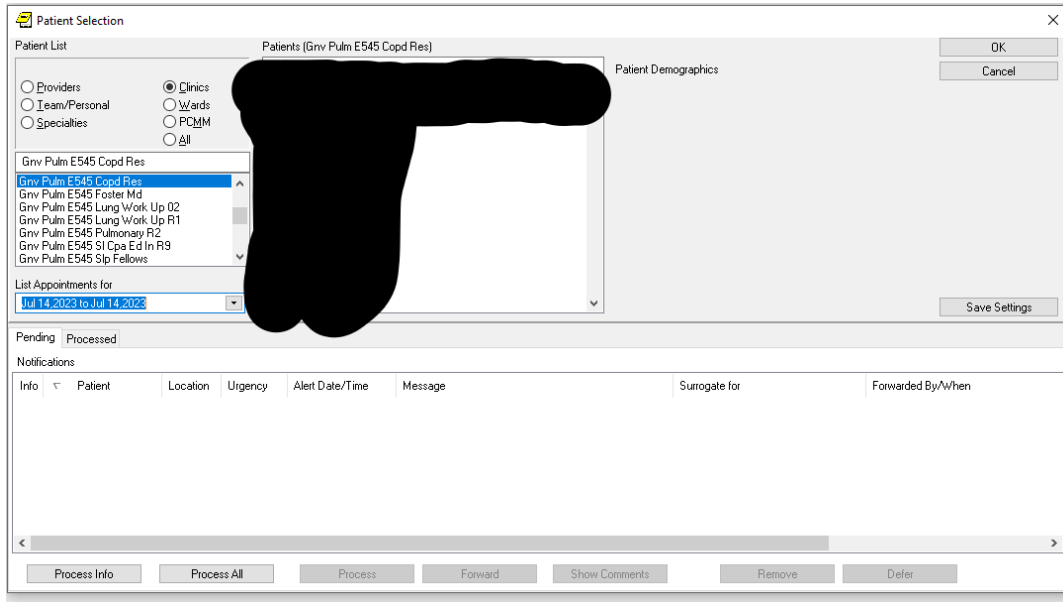 Patient Selection
Patient List
Patients (Gnv Pulm E545 Copd Res)
OK
Patient Demographics
Cancel
Providers
Clinics
Team/Personal
Wards
Specialties
PCMM
All
Gnv Pulm E545 Copd Res
Gnv Pulm E545 Copd Res
Gnv Pulm E545 Foster Md
Gnv Pulm E545 Lung Work Up 02
Gnv Pulm E545 Lung Work Up R1
Gnv Pulm E545 Pulmonary R2
Gnv Pulm E545 Sl Cpa Ed In R9
Gnv Pulm E545 Slp Fellows
List Appointments for
Jul 14,2023 to Jul 14,2023
Save Settings
Pending Processed
Notifications
Info Patient Location Urgency Alert Date/Time Message Surrogate for Forwarded By/When
Process Info Process All Process Forward Show Comments Remove Defer